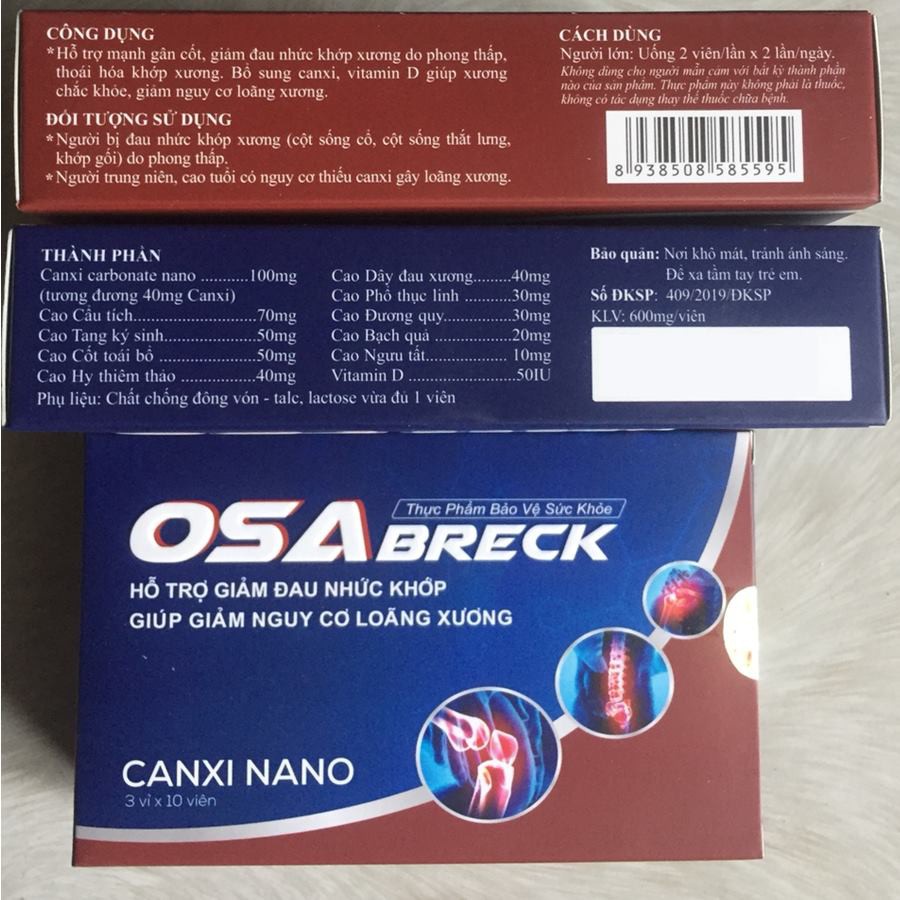 CÔNG DỤNG
*Hỗ trợ mạnh gân cốt, giảm đau nhức khớp xương do phong thấp,
thoái hóa khớp xương. Bổ sung canxi, vitamin D giúp xương
chắc khỏe, giảm nguy cơ loãng xương.
ĐỐI TƯỢNG SỬ DỤNG
*Người bị đau nhức khớp xương (cột sống cổ, cột sống thắt lưng,
khớp gối) do phong thấp.
*Người trung niên, cao tuổi có nguy cơ thiếu canxi gây loãng xương.
CÁCH DÙNG
Người lớn: Uống 2 viên/lần x 2 lần/ngày.
Không dùng cho người mẫn cảm với bất kỳ thành phần
nào của sản phẩm. Thực phẩm này không phải là thuốc,
không có tác dụng thay thế thuốc chữa bệnh.
8 938508 585595
THÀNH PHẦN
Canxi carbonate nano ..........100mg
(tương đương 40mg Canxi)
Cao Cẩu tích..........................70mg
Cao Tang ký sinh...................50mg
Cao Cốt toái bổ .....................50mg
Cao Hy thiêm thảo ................40mg
Cao Dây đau xương........40mg
Cao Phổ thục linh ...........30mg
Cao Đương quy..............30mg
Cao Bạch quả .................20mg
Cao Ngưu tất................... 10mg
Vitamin D .......................50IU
Phụ liệu: Chất chống đông vón - talc, lactose vừa đủ 1 viên
Bảo quản: Nơi khô mát, tránh ánh sáng.
Để xa tầm tay trẻ em.
Số ĐKSP: 409/2019/ĐKSP
KLV: 600mg/viên
Thực Phẩm Bảo Vệ Sức Khỏe
OSABRECK
HỖ TRỢ GIẢM ĐAU NHỨC KHỚP
GIÚP GIẢM NGUY CƠ LOÃNG XƯƠNG
CANXI NANO
3 vỉ x 10 viên